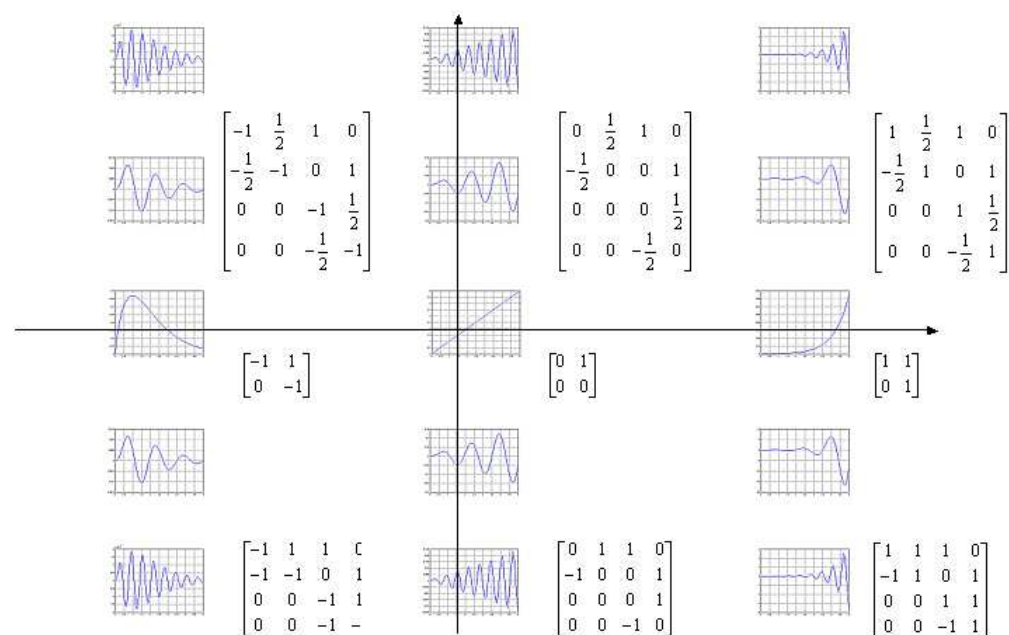 -1 1/2 1 0
-1/2 -1 0 1
0 0 -1 1/2
0 0 -1/2 -1
0 1/2 1 0
-1/2 0 0 1
0 0 0 1/2
0 0 -1/2 0
1 1/2 1 0
-1/2 1 0 1
0 0 1 1/2
0 0 -1/2 1
-1 1
0 -1
0 1
0 0
1 1
0 1
-1 1 1 0
-1 -1 0 1
0 0 -1 1
0 0 -1 -
0 1 1 0
-1 0 0 1
0 0 0 1
0 0 -1 0
1 1 1 0
-1 1 0 1
0 0 1 1
0 0 -1 1